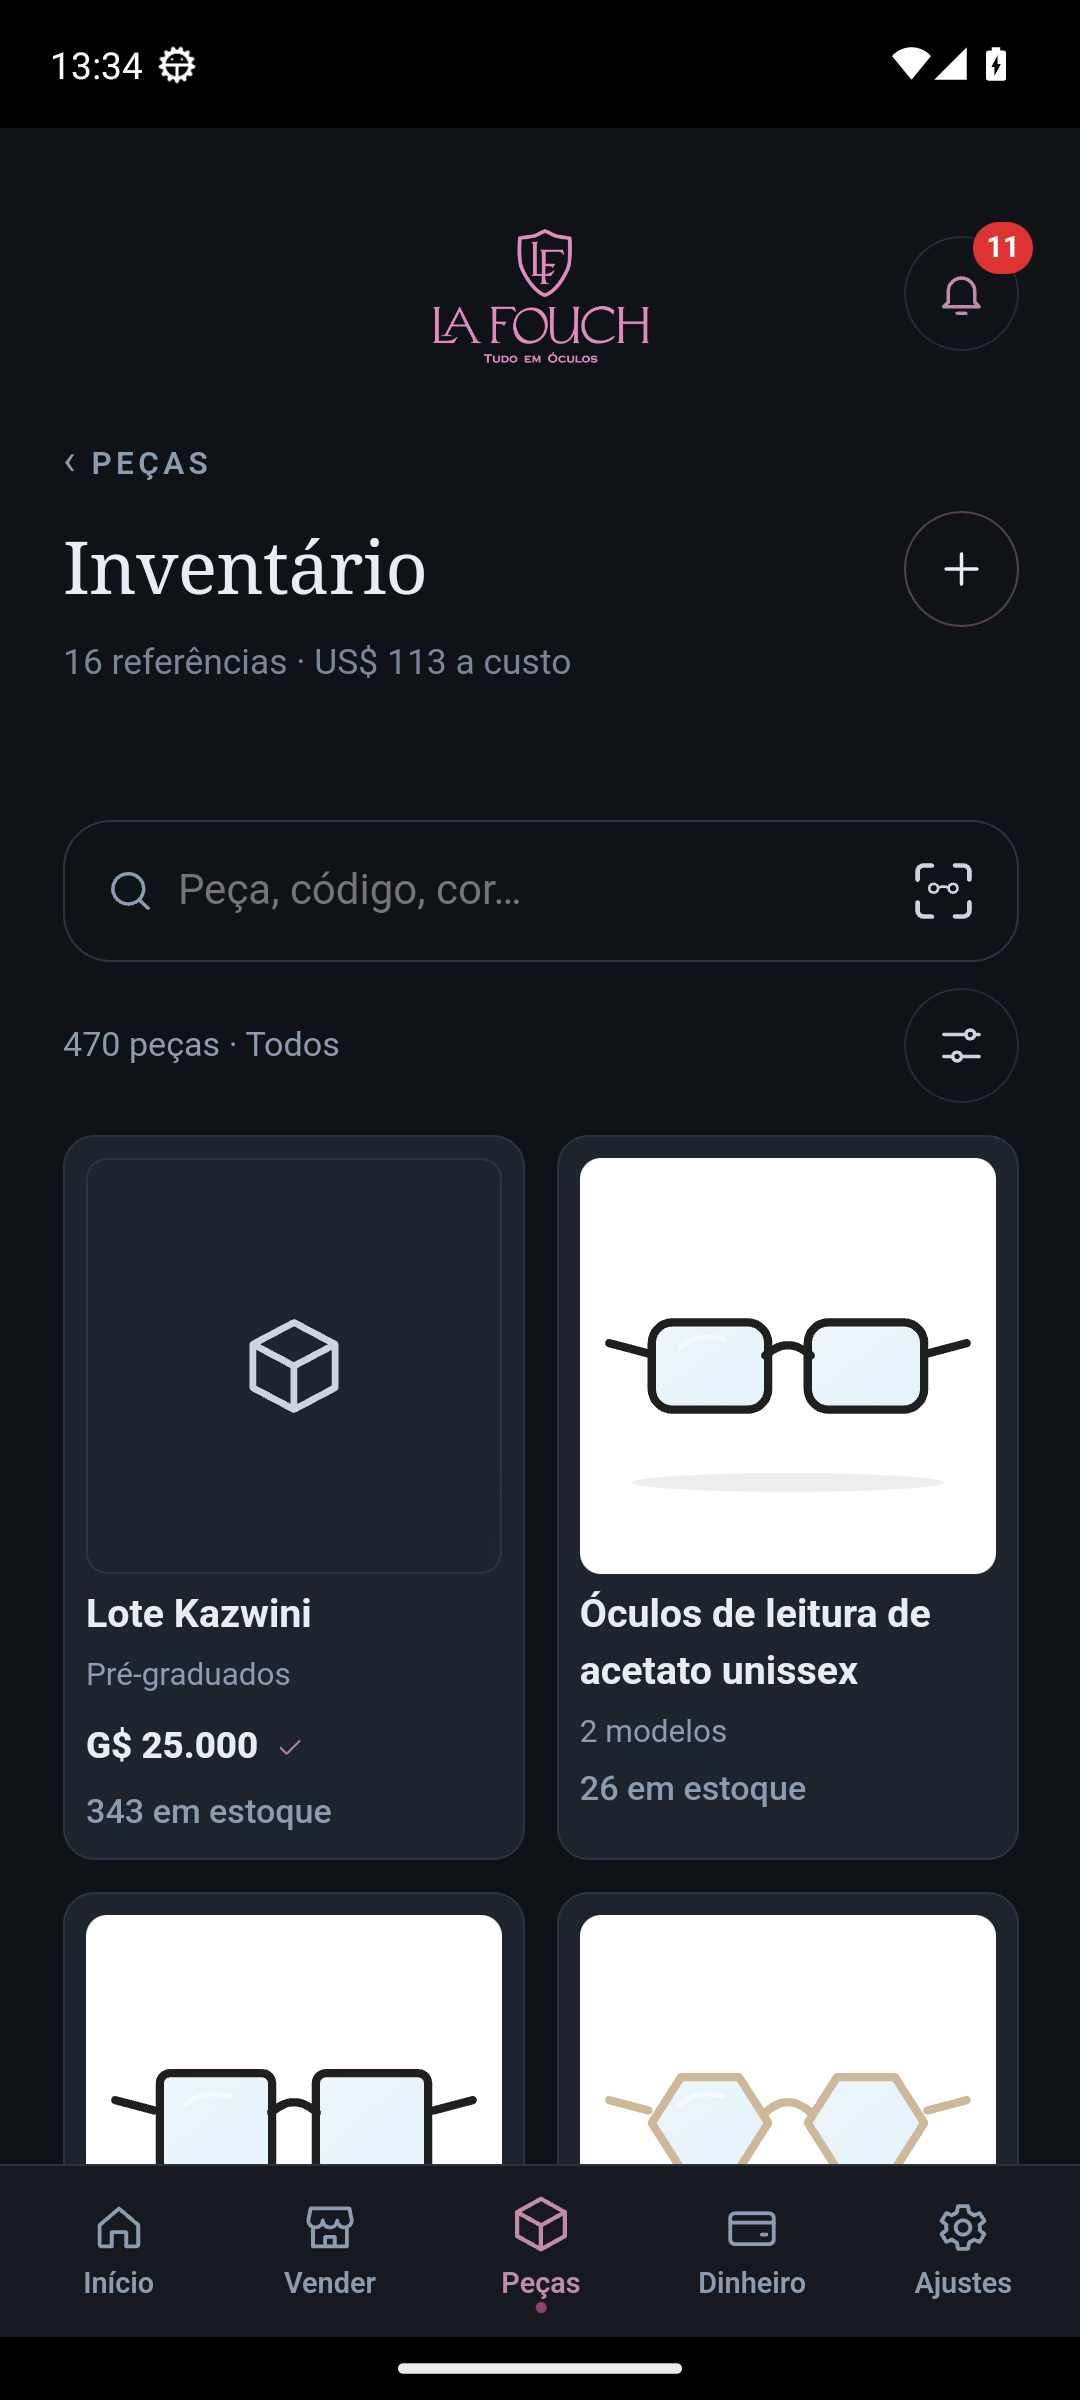 13:34
11
LF
LA FOUCH
TUDO EM ÓCULOS
‹ PEÇAS
Inventário
16 referências · US$ 113 a custo
Peça, código, cor...
470 peças · Todos
Lote Kazwini
Pré-graduados
G$ 25.000
343 em estoque
Óculos de leitura de
acetato unissex
2 modelos
26 em estoque
Início
Vender
Peças
Dinheiro
Ajustes